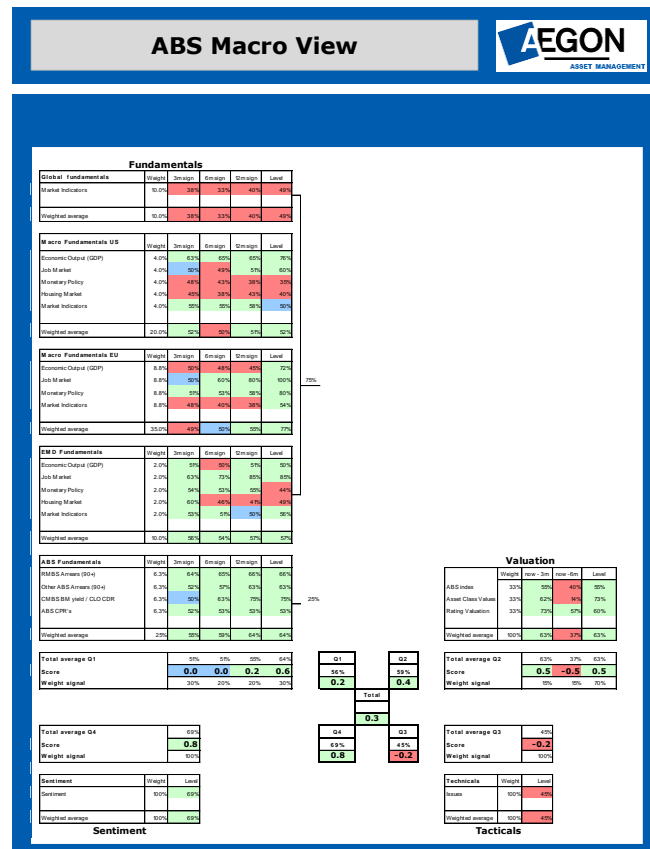 ABS Macro View
AEGON
ASSET MANAGEMENT
Fundamentals
Global fundamentals Weight 3m sign 6m sign 12m sign Level
Market Indicators 10.0% 38% 33% 40% 49%
Weighted average 10.0% 38% 33% 40% 49%
Macro Fundamentals US Weight 3m sign 6m sign 12m sign Level
Economic Output (GDP) 4.0% 63% 65% 65% 76%
Job Market 4.0% 50% 49% 51% 60%
Monetary Policy 4.0% 48% 43% 38% 35%
Housing Market 4.0% 45% 38% 43% 40%
Market Indicators 4.0% 55% 55% 58% 50%
Weighted average 20.0% 52% 50% 51% 52%
Macro Fundamentals EU Weight 3m sign 6m sign 12m sign Level
Economic Output (GDP) 8.8% 50% 48% 45% 72%
Job Market 8.8% 50% 60% 80% 100%
75%
Monetary Policy 8.8% 51% 53% 58% 80%
Market Indicators 8.8% 48% 40% 38% 54%
Weighted average 35.0% 49% 50% 55% 77%
EMD Fundamentals Weight 3m sign 6m sign 12m sign Level
Economic Output (GDP) 2.0% 51% 50% 51% 50%
Job Market 2.0% 63% 73% 85% 85%
Monetary Policy 2.0% 54% 53% 55% 44%
Housing Market 2.0% 60% 46% 41% 49%
Market Indicators 2.0% 53% 51% 50% 56%
Weighted average 10.0% 56% 54% 57% 57%
ABS Fundamentals Weight 3m sign 6m sign 12m sign Level
RMBS Arrears (90+) 6.3% 64% 65% 66% 66%
Other ABS Arrears (90+) 6.3% 52% 57% 63% 63%
CMBS BM yield / CLO CDR 6.3% 50% 63% 75% 75%
25%
ABS CPR's 6.3% 52% 53% 53% 53%
Weighted average 25% 55% 59% 64% 64%
Valuation
Weight now - 3m now - 6m Level
ABS index 33% 55% 40% 55%
Asset Class Values 33% 62% 14% 73%
Rating Valuation 33% 73% 57% 60%
Weighted average 100% 63% 37% 63%
Total average Q1 51% 51% 55% 64%
Score 0.0 0.0 0.2 0.6
Weight signal 30% 20% 20% 30%
Q1 Q2
56% 59%
0.2 0.4
Total
0.3
Q4 Q3
69% 45%
0.8 -0.2
Total average Q2 63% 37% 63%
Score 0.5 -0.5 0.5
Weight signal 15% 15% 70%
Total average Q4 69%
Score 0.8
Weight signal 100%
Total average Q3 45%
Score -0.2
Weight signal 100%
Sentiment Weight Level
Sentiment 100% 69%
Weighted average 100% 69%
Sentiment
Technicals Weight Level
Issues 100% 45%
Weighted average 100% 45%
Tacticals